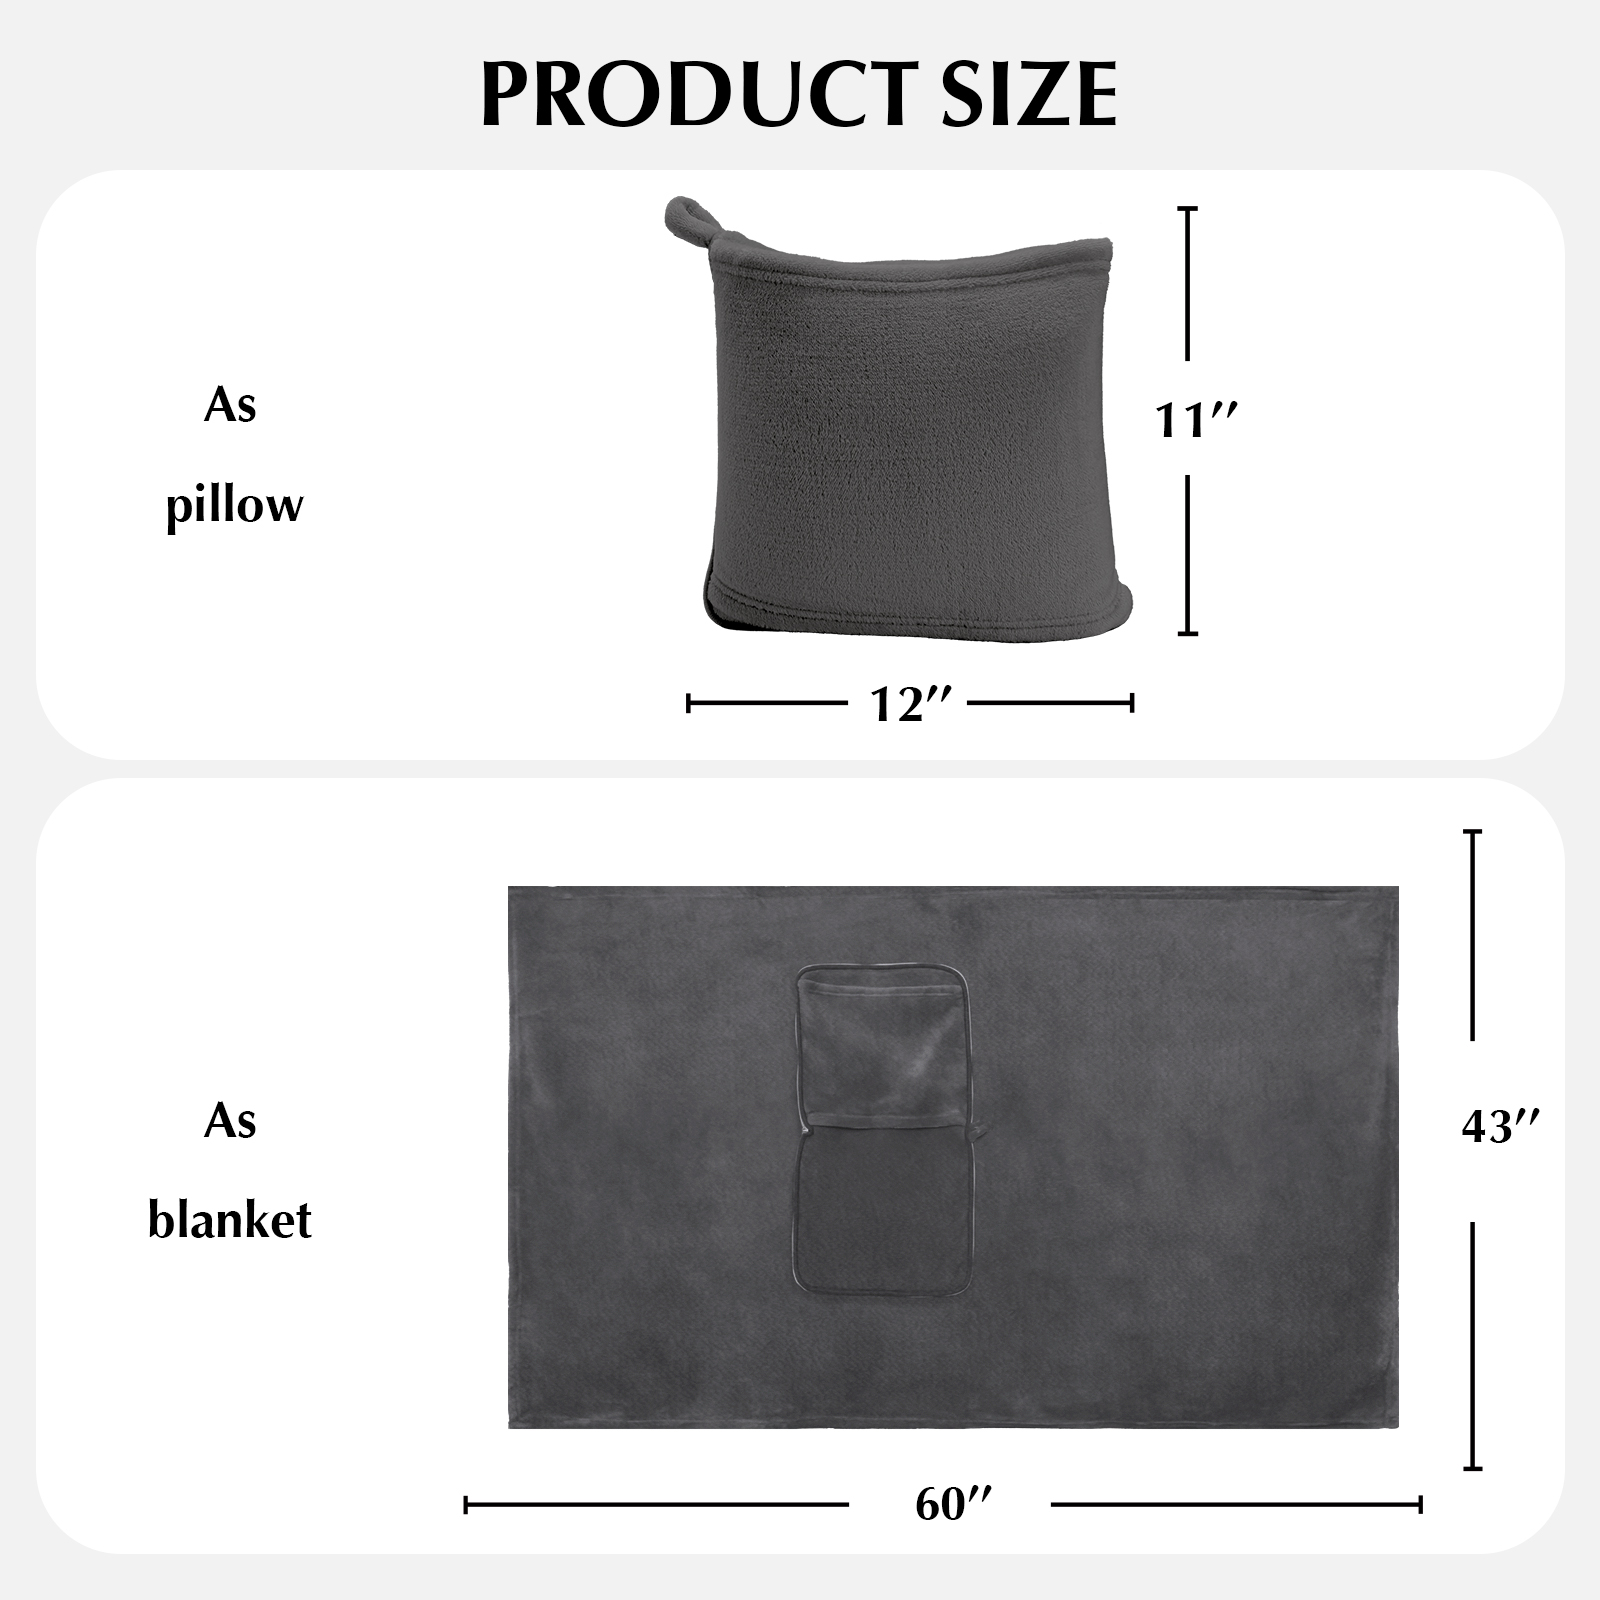 PRODUCT SIZE
As
pillow
11′′
12′′
As
blanket
43′′
60′′